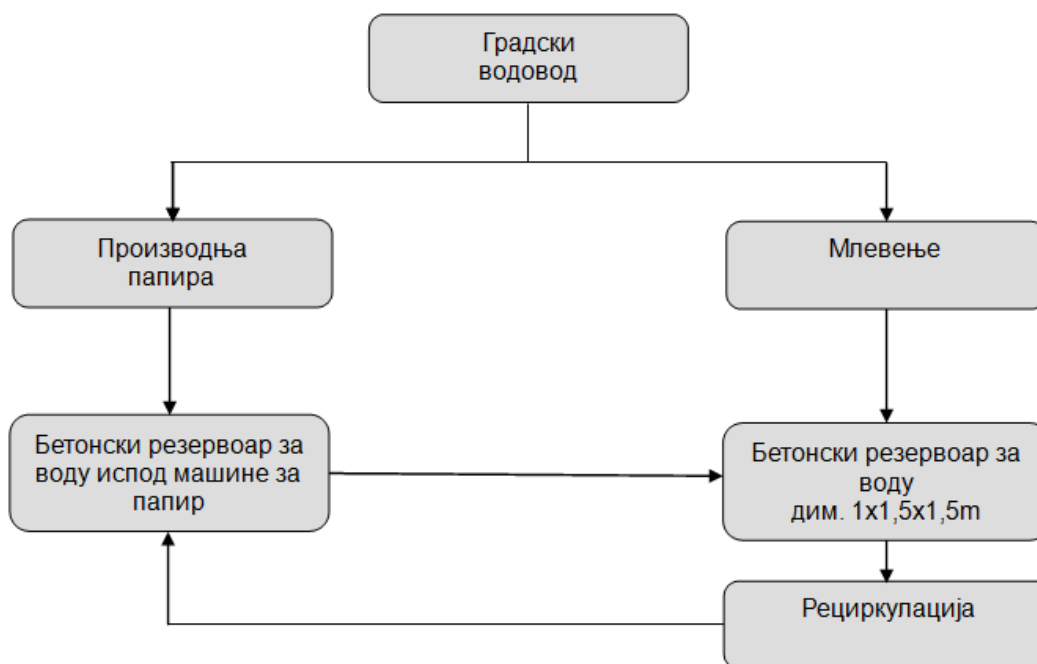 Градски
водовод
Производња
папира
Млевење
Бетонски резервоар за
воду испод машине за
папир
Бетонски резервоар за
воду
дим. 1x1,5x1,5m
Рециркулација